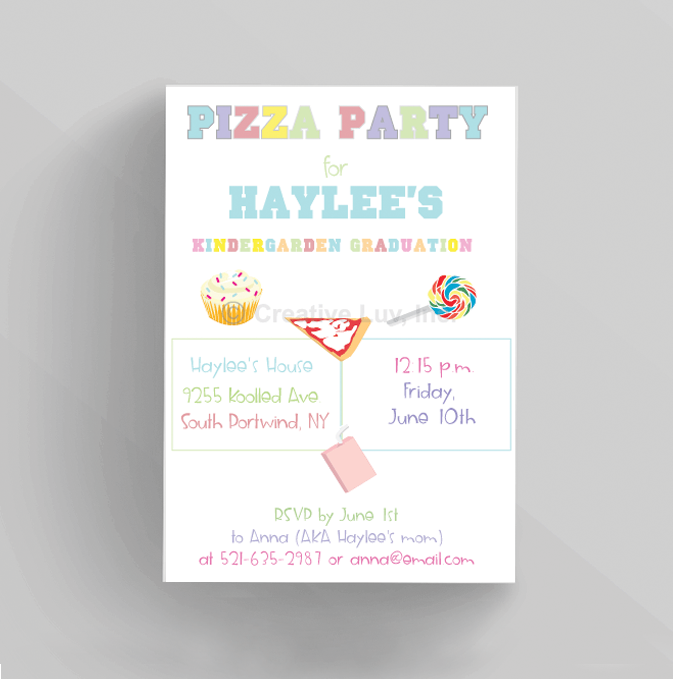 PIZZA PARTY
for
HAYLEE'S
KINDERGARDEN GRADUATION
© Creative Luv, Inc.
Haylee's House
9255 Koolled Ave
South Portwind, NY
12:15 p.m.
Friday,
June 10th
RSVP by June 1st
to Anna (AKA Haylee's mom)
at 521-635-2987 or anna@email.com